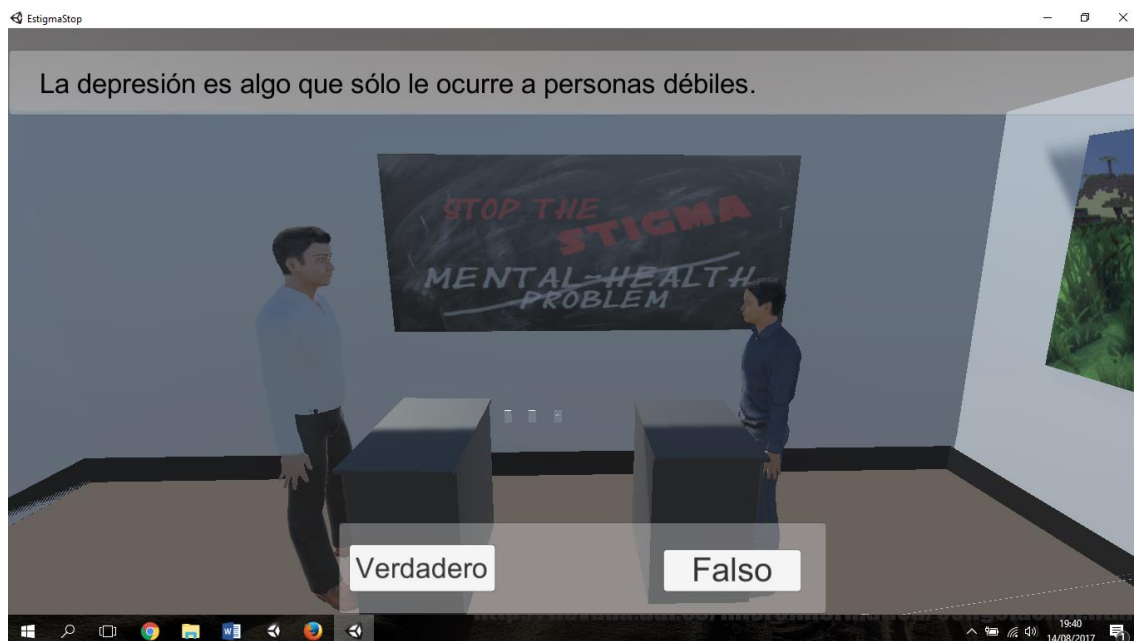 EstigmaStop
La depresión es algo que sólo le ocurre a personas débiles.
STOP THE
STIGMA
MENTAL-HEALTH
PROBLEM
Verdadero
Falso
19:40
14/08/2017